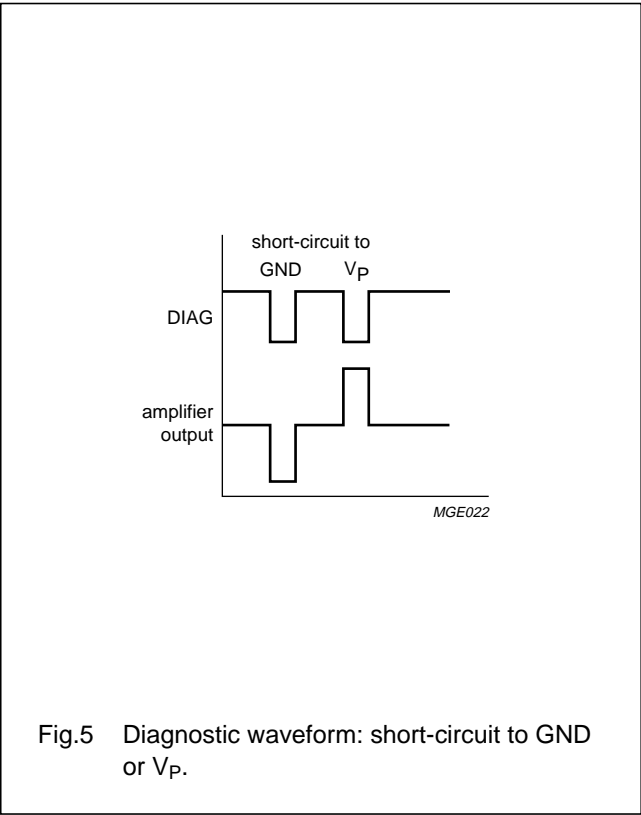 short-circuit to
GND VP
DIAG
amplifier
output
MGE022
Fig.5 Diagnostic waveform: short-circuit to GND
or VP.